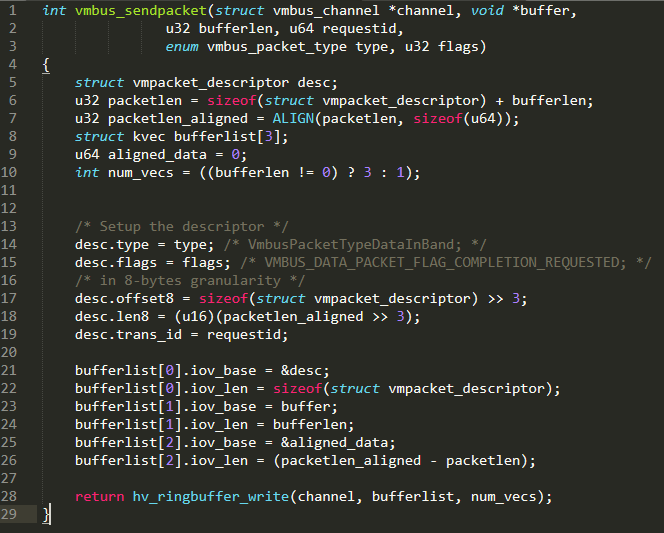 1 int vmbus_sendpacket(struct vmbus_channel *channel, void *buffer,
2 u32 bufferlen, u64 requestid,
3 enum vmbus_packet_type type, u32 flags)
4 {
5 struct vmpacket_descriptor desc;
6 u32 packetlen = sizeof(struct vmpacket_descriptor) + bufferlen;
7 u32 packetlen_aligned = ALIGN(packetlen, sizeof(u64));
8 struct kvec bufferlist[3];
9 u64 aligned_data = 0;
10 int num_vecs = ((bufferlen != 0) ? 3 : 1);
11
12
13 /* Setup the descriptor */
14 desc.type = type; /* VmbusPacketTypeDataInBand; */
15 desc.flags = flags; /* VMBUS_DATA_PACKET_FLAG_COMPLETION_REQUESTED; */
16 /* in 8-bytes granularity */
17 desc.offset8 = sizeof(struct vmpacket_descriptor) >> 3;
18 desc.len8 = (u16)(packetlen_aligned >> 3);
19 desc.trans_id = requestid;
20
21 bufferlist[0].iov_base = &desc;
22 bufferlist[0].iov_len = sizeof(struct vmpacket_descriptor);
23 bufferlist[1].iov_base = buffer;
24 bufferlist[1].iov_len = bufferlen;
25 bufferlist[2].iov_base = &aligned_data;
26 bufferlist[2].iov_len = (packetlen_aligned - packetlen);
27
28 return hv_ringbuffer_write(channel, bufferlist, num_vecs);
29 }